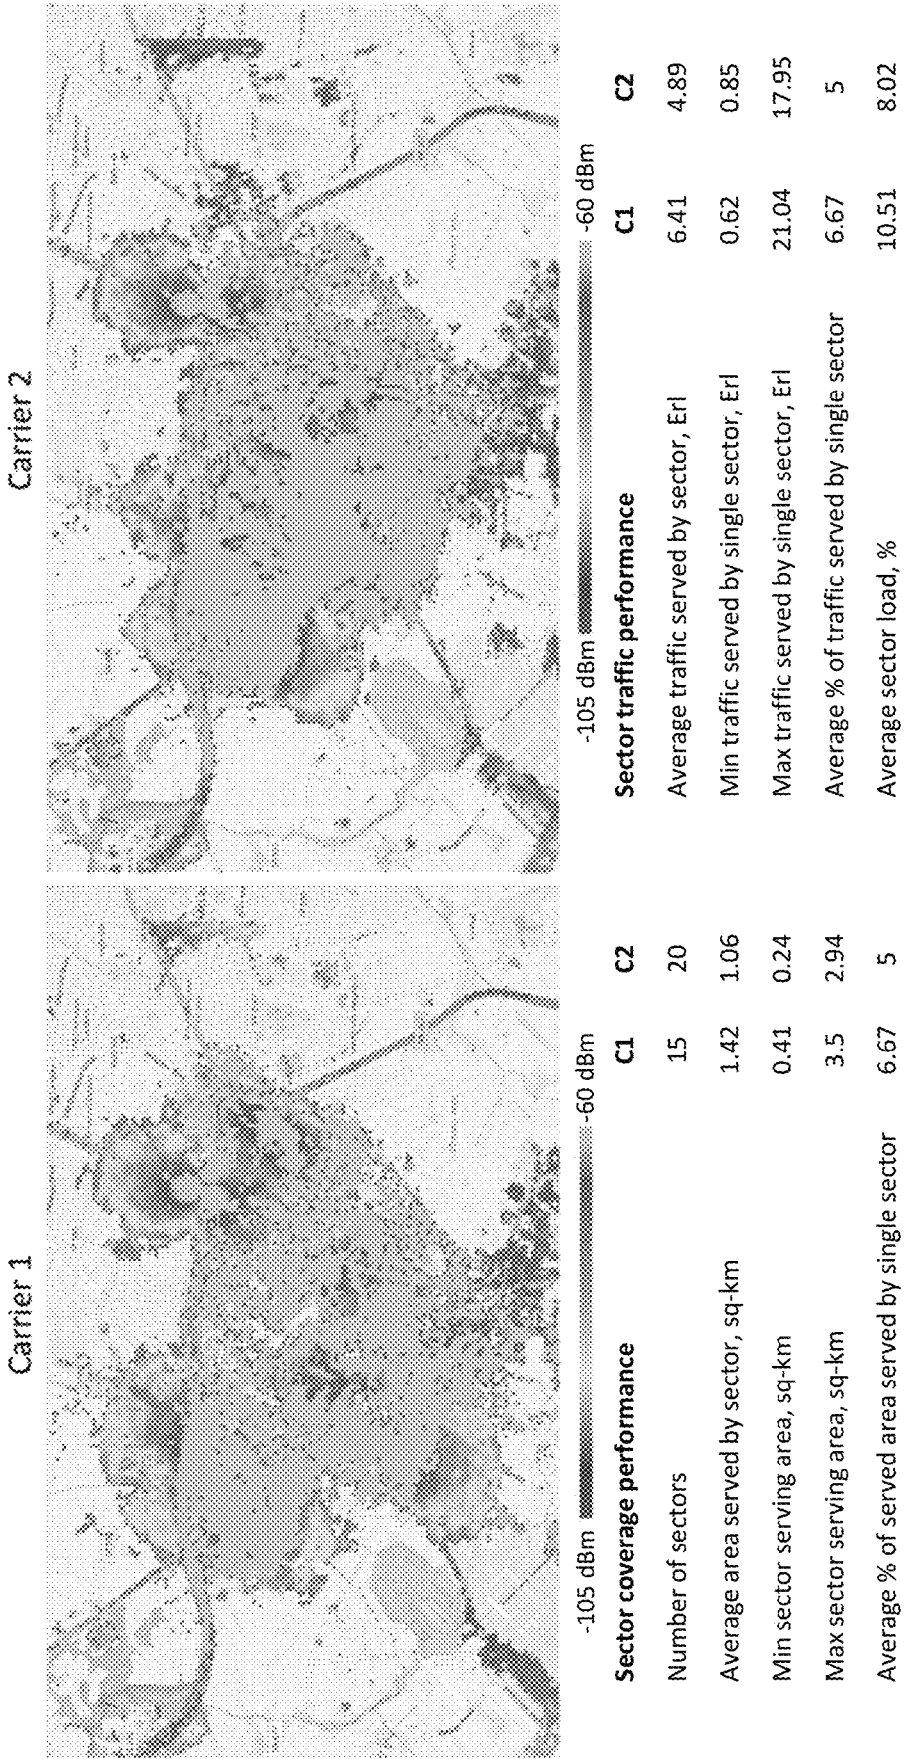 Carrier 1
Carrier 2
-105 dBm -60 dBm
-105 dBm -60 dBm
Sector coverage performance C1 C2
Number of sectors 15 20
Average area served by sector, sq-km 1.42 1.06
Min sector serving area, sq-km 0.41 0.24
Max sector serving area, sq-km 3.5 2.94
Average % of served area served by single sector 6.67 5
Sector traffic performance C1 C2
Average traffic served by sector, Erl 6.41 4.89
Min traffic served by single sector, Erl 0.62 0.85
Max traffic served by single sector, Erl 21.04 17.95
Average % of traffic served by single sector 6.67 5
Average sector load, % 10.51 8.02